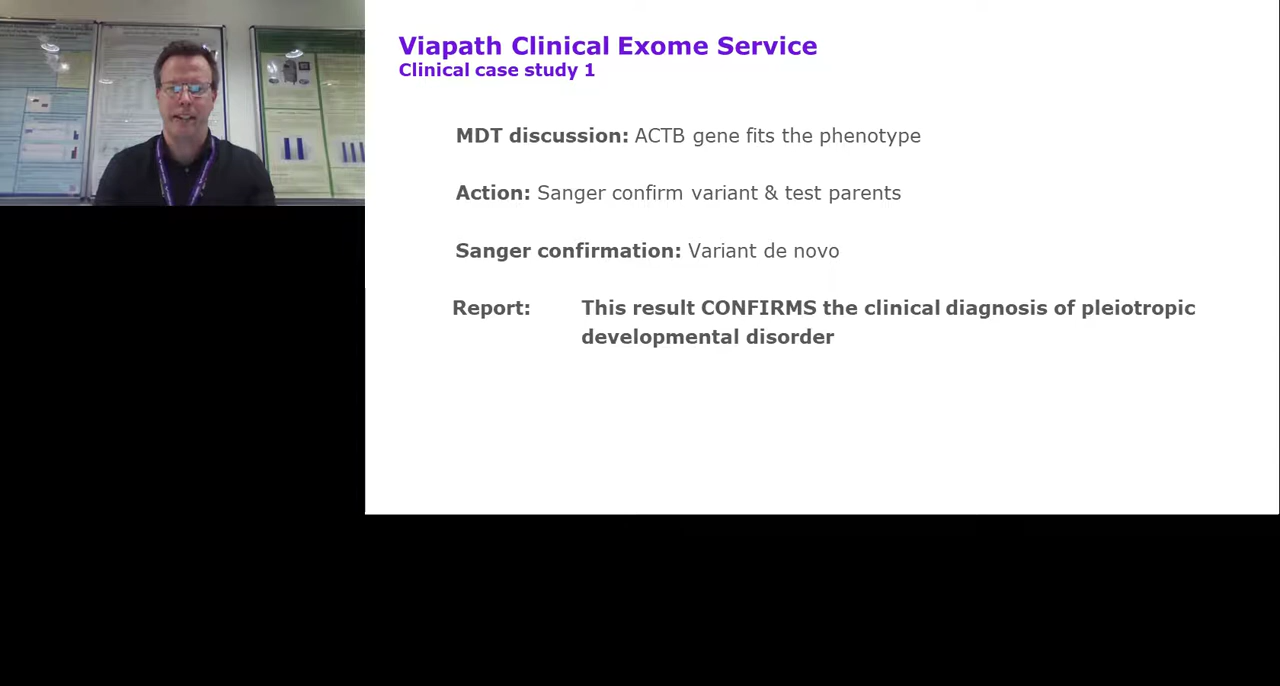 Viapath Clinical Exome Service
Clinical case study 1
MDT discussion: ACTB gene fits the phenotype
Action: Sanger confirm variant & test parents
Sanger confirmation: Variant de novo
Report: This result CONFIRMS the clinical diagnosis of pleiotropic
developmental disorder